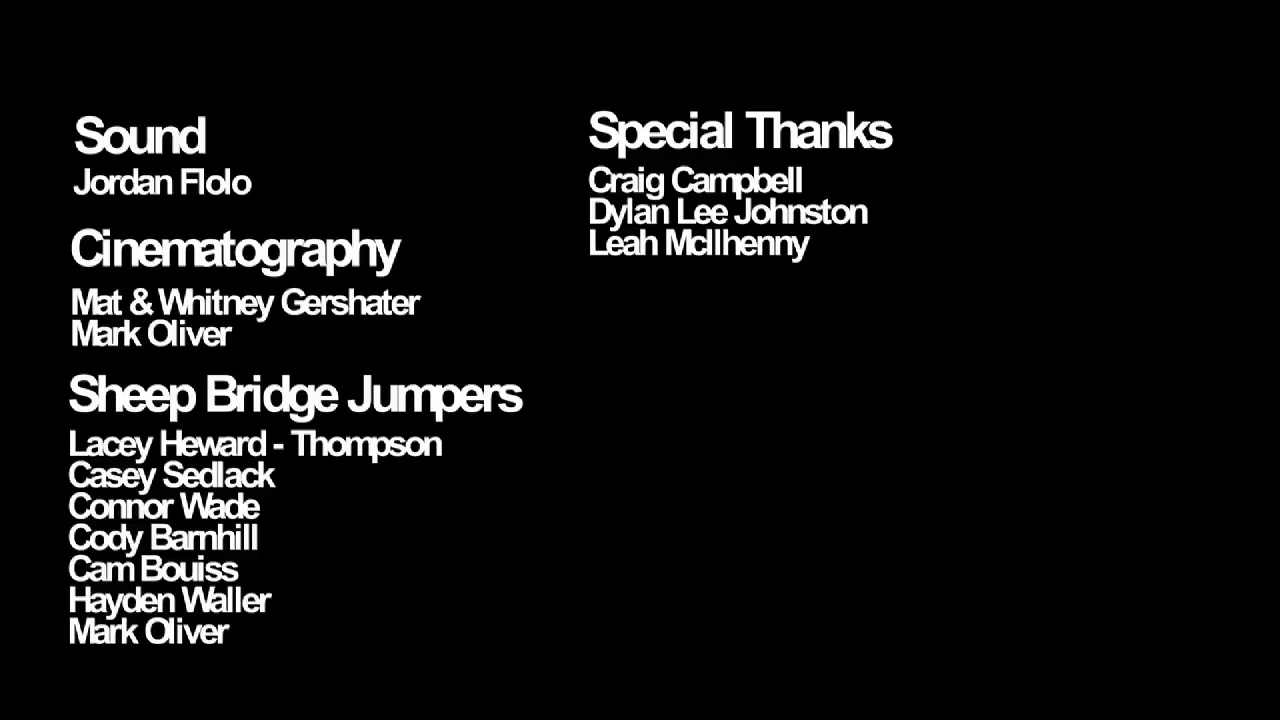 Sound
Jordan Flolo
Cinematography
Mat & Whitney Gershater
Mark Oliver
Sheep Bridge Jumpers
Lacey Heward - Thompson
Casey Sedlack
Connor Wade
Cody Barnhill
Cam Bouiss
Hayden Waller
Mark Oliver
Special Thanks
Craig Campbell
Dylan Lee Johnston
Leah McIlhenny